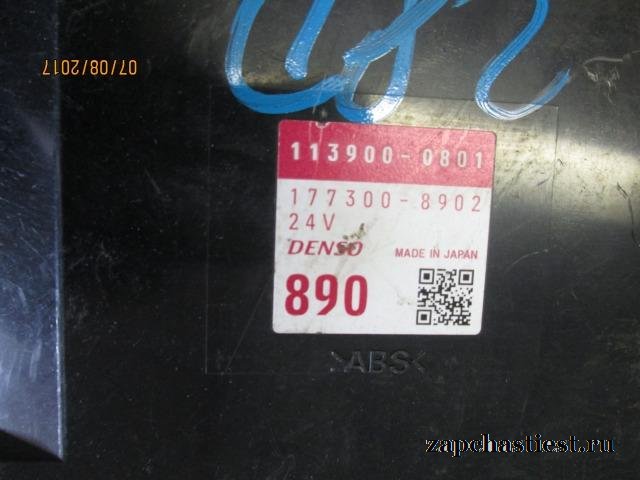 07/08/2017
113900-0801
177300-8902
24V
DENSO MADE IN JAPAN
890
>ABS<
zapchastiest.ru